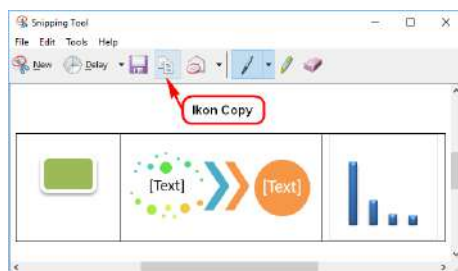 Snipping Tool
File Edit Tools Help
New Delay
Ikon Copy
[Text] [Text]